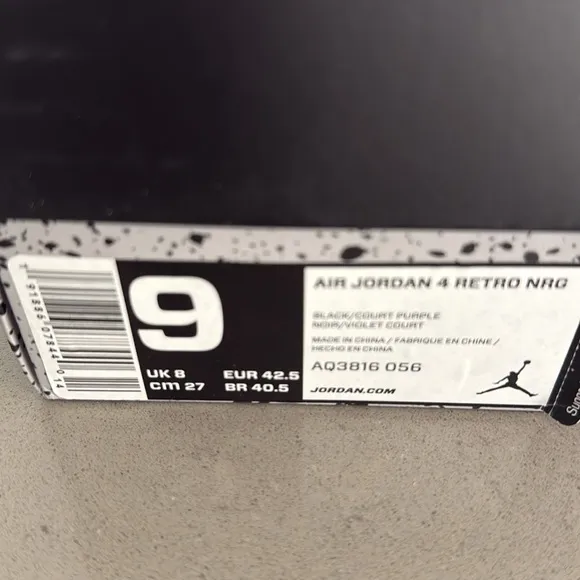 9
UK 8 EUR 42.5
cm 27 BR 40.5
AIR JORDAN 4 RETRO NRG
BLACK/COURT PURPLE
NOIR/VIOLET COURT
MADE IN CHINA / FABRIQUE EN CHINE /
HECHO EN CHINA
AQ3816 056
JORDAN.COM